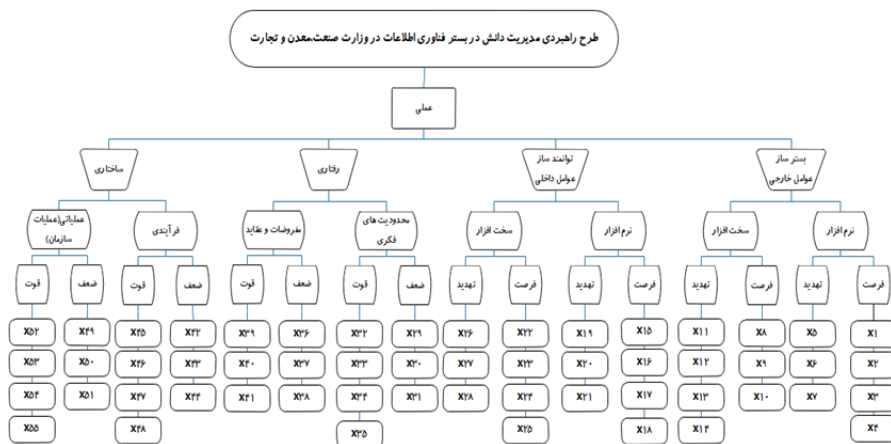 طرح راهبردی مدیریت دانش در بستر فناوری اطلاعات در وزارت صنعت،معدن و تجارت
عملی
بستر ساز
عوامل خارجی
توانمند ساز
عوامل داخلی
رفتاری
ساختاری
نرم افزار
سخت افزار
نرم افزار
سخت افزار
محدودیت های
فکری
مفروضات و عقاید
فرآیندی
عملیاتی(عملیات
سازمان)
فرصت
تهدید
فرصت
تهدید
فرصت
تهدید
فرصت
تهدید
ضعف
قوت
ضعف
قوت
ضعف
قوت
ضعف
قوت
X۱
X۲
X۳
X۴
X۵
X۶
X۷
X۸
X۹
X۱۰
X۱۱
X۱۲
X۱۳
X۱۴
X۱۵
X۱۶
X۱۷
X۱۸
X۱۹
X۲۰
X۲۱
X۲۲
X۲۳
X۲۴
X۲۵
X۲۶
X۲۷
X۲۸
X۲۹
X۳۰
X۳۱
X۳۲
X۳۳
X۳۴
X۳۵
X۳۶
X۳۷
X۳۸
X۳۹
X۴۰
X۴۱
X۴۲
X۴۳
X۴۴
X۴۵
X۴۶
X۴۷
X۴۸
X۴۹
X۵۰
X۵۱
X۵۲
X۵۳
X۵۴
X۵۵